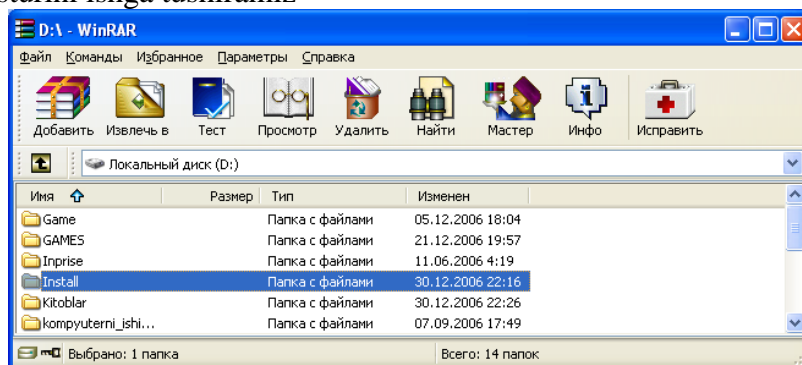 D:\ - WinRAR
Файл Команды Избранное Параметры Справка
Добавить Извлечь в Тест Просмотр Удалить Найти Мастер Инфо Исправить
Локальный диск (D:)
Имя Размер Тип Изменен
Game Папка с файлами 05.12.2006 18:04
GAMES Папка с файлами 21.12.2006 19:57
Inprise Папка с файлами 11.06.2006 4:19
Install Папка с файлами 30.12.2006 22:16
Kitoblar Папка с файлами 30.12.2006 22:26
kompyuterni_ishi... Папка с файлами 07.09.2006 17:49
Выбрано: 1 папка Всего: 14 папок